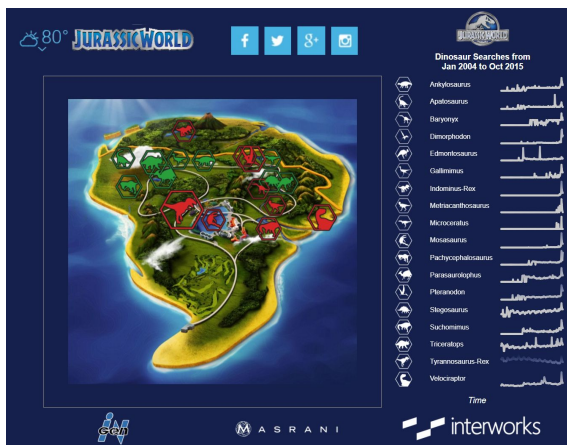 80°
JURASSIC WORLD
JURASSIC WORLD
Dinosaur Searches from
Jan 2004 to Oct 2015
Ankylosaurus
Apatosaurus
Baryonyx
Dimorphodon
Edmontosaurus
Gallimimus
Indominus-Rex
Metriacanthosaurus
Microceratus
Mosasaurus
Pachycephalosaurus
Parasaurolophus
Pteranodon
Stegosaurus
Suchomimus
Triceratops
Tyrannosaurus-Rex
Velociraptor
Time
InGen
M MASRANI
interworks